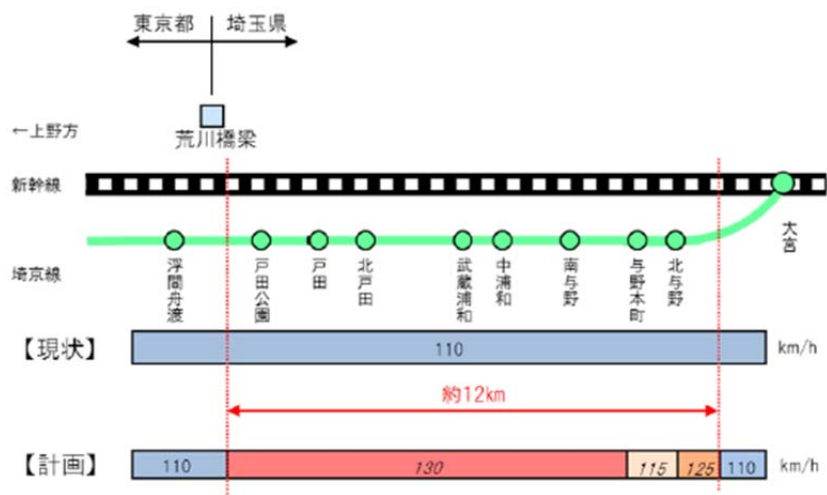 東京都 埼玉県
←上野方
荒川橋梁
新幹線
大宮
埼京線
浮間舟渡
戸田公園
戸田
北戸田
武蔵浦和
中浦和
南与野
与野本町
北与野
【現状】 110 km/h
約12km
【計画】 110 130 115 125 110 km/h